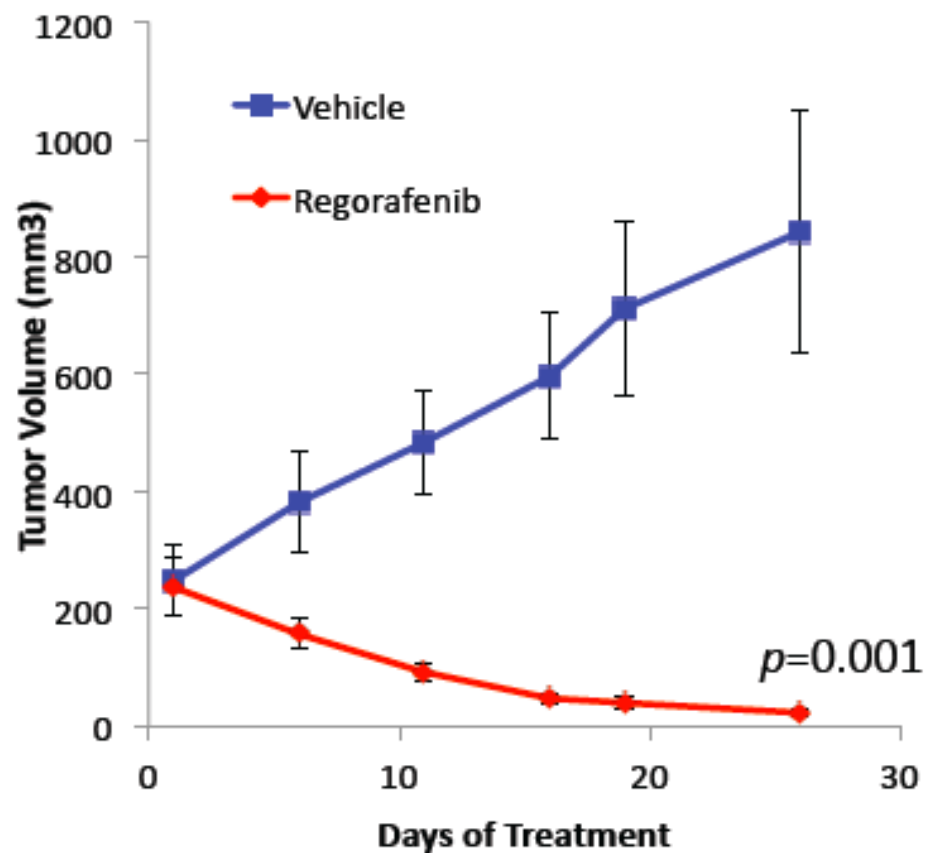 1200
1000
800
600
400
200
0
Tumor Volume (mm3)
Vehicle
Regorafenib
p=0.001
0 10 20 30
Days of Treatment